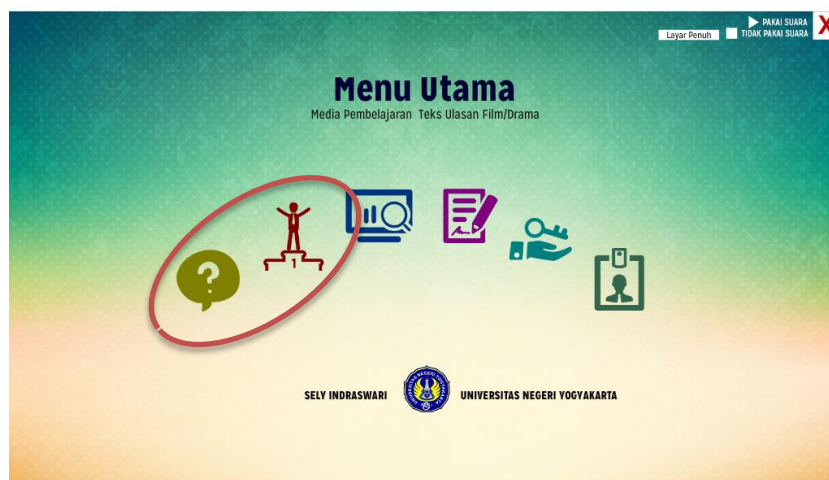 PAKAI SUARA
Layar Penuh TIDAK PAKAI SUARA
X
Menu Utama
Media Pembelajaran Teks Ulasan Film/Drama
?
1
SELY INDRASWARI UNIVERSITAS NEGERI YOGYAKARTA